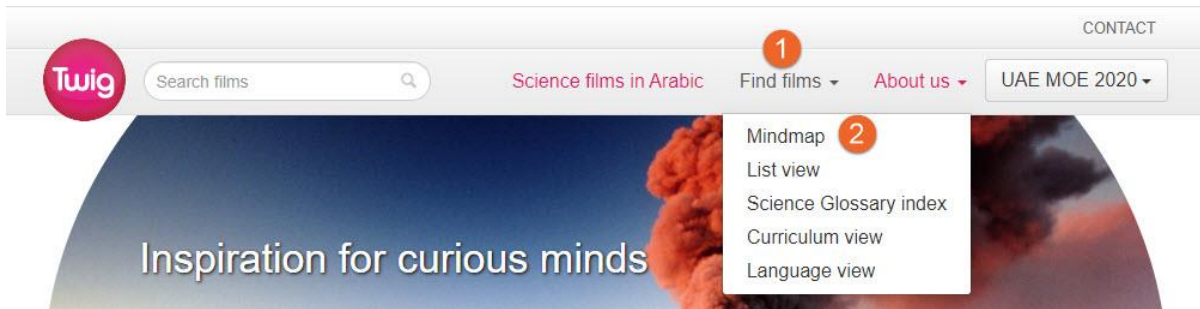 CONTACT
1
Twig
Search films
Science films in Arabic
Find films
About us
UAE MOE 2020
Mindmap 2
List view
Science Glossary index
Curriculum view
Language view
Inspiration for curious minds